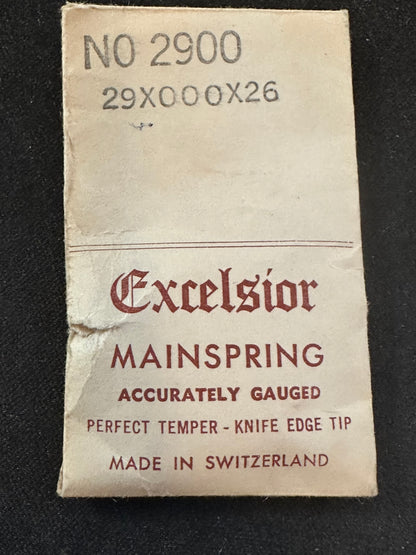 NO 2900
29X000X26
Excelsior
MAINSPRING
ACCURATELY GAUGED
PERFECT TEMPER - KNIFE EDGE TIP
MADE IN SWITZERLAND